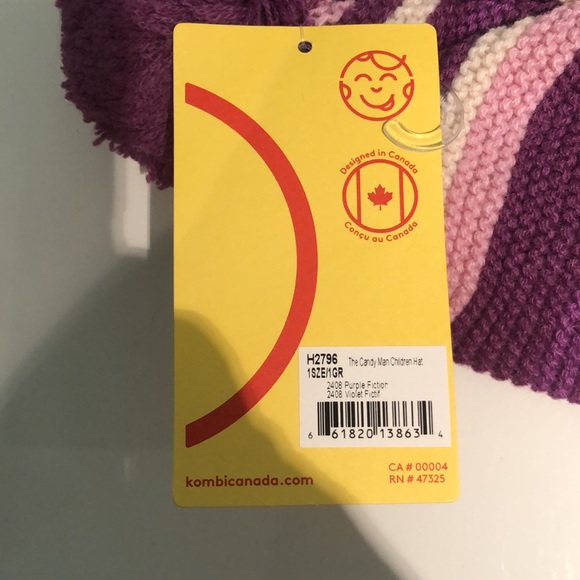 Designed in Canada
Conçu au Canada
H2796 The Candy Man Children Hat
1SZE/1GR
2408 Purple Fiction
2408 Violet Fictif
6 61820 13863 4
kombicanada.com
CA # 00004
RN # 47325